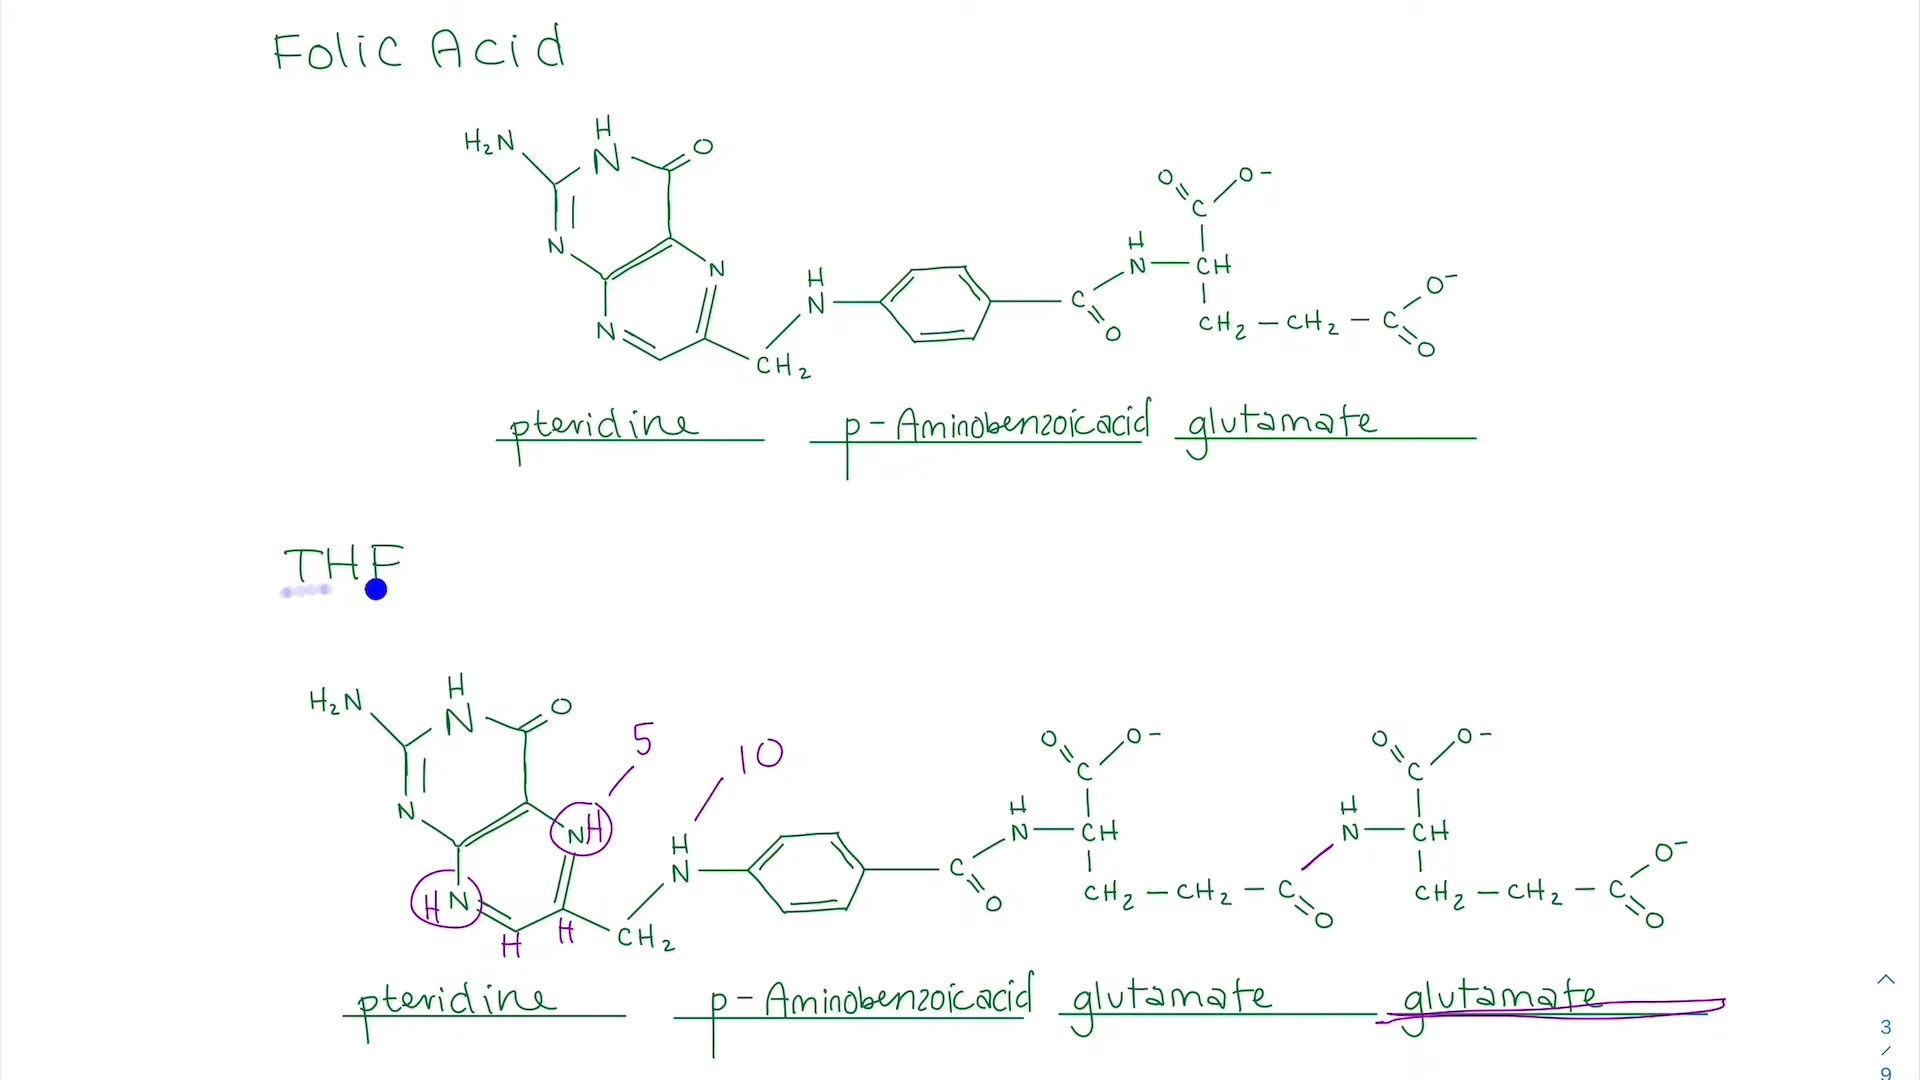 Folic Acid
H
H₂N N O
O O-
C
N N H H
N CH
H O-
N N C
CH₂ - CH₂ - C
O O
CH₂
pteridine p-Aminobenzoicacid glutamate
THF
H
H₂N N O 5 10
O O- O O-
C C
N NH H H H
N CH N CH
H N N C O-
CH₂ - CH₂ - C CH₂ - CH₂ - C
O O O
H H CH₂
pteridine p-Aminobenzoicacid glutamate glutamate
3
/
9